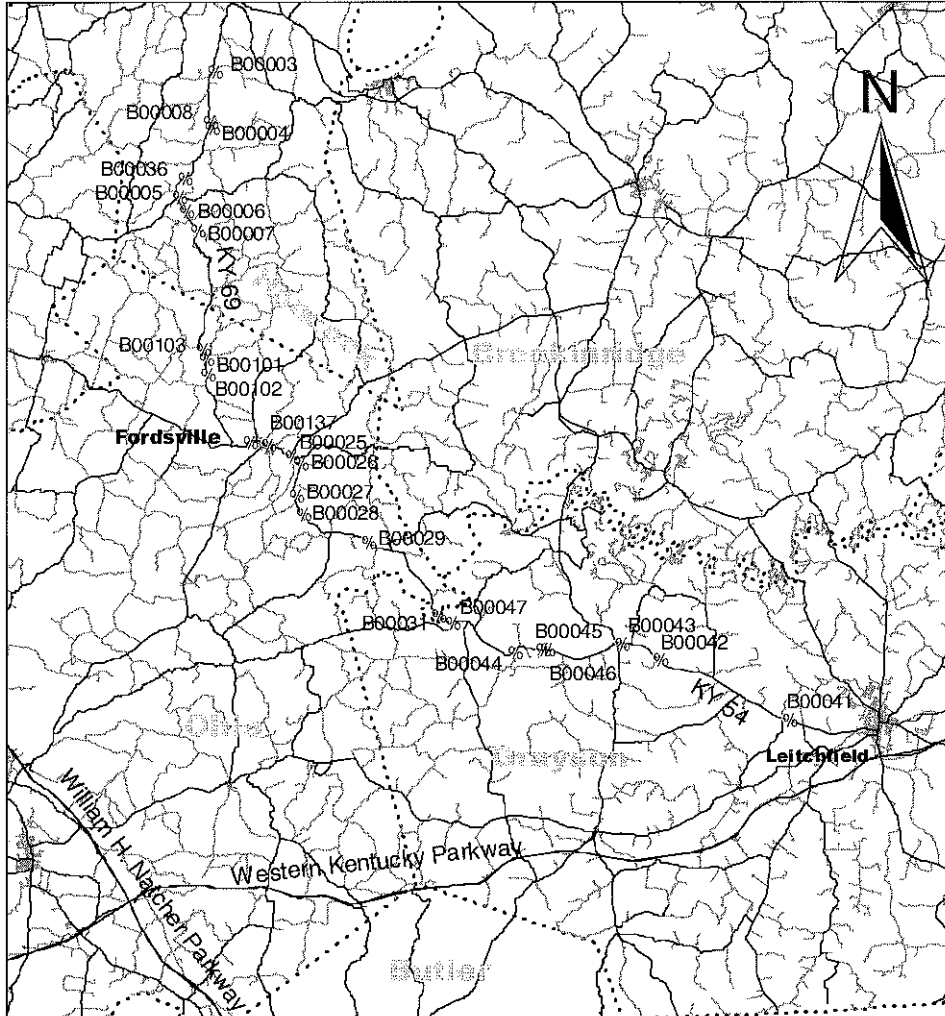 B00003
N
B00008
B00004
B00036
B00005
B00006
B00007
KY 69
B00103
B00101
B00102
Breckinridge
B00137
Fordsville
B00025
B00026
B00027
B00028
B00029
B00047
B00031
B00045
B00043
B00042
B00044
B00046
KY 54
B00041
Ohio
Grayson
Leitchfield
William H. Natcher Parkway
Western Kentucky Parkway
Butler